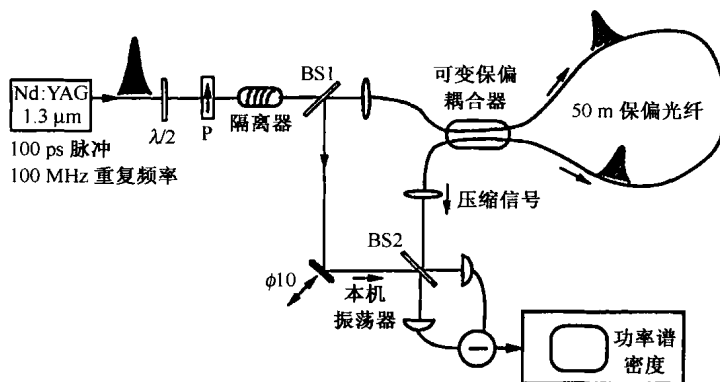 Nd:YAG
1.3 μm
100 ps 脉冲
100 MHz 重复频率
λ/2
P
隔离器
BS1
可变保偏
耦合器
50 m 保偏光纤
压缩信号
BS2
ϕ10
本机
振荡器
功率谱
密度